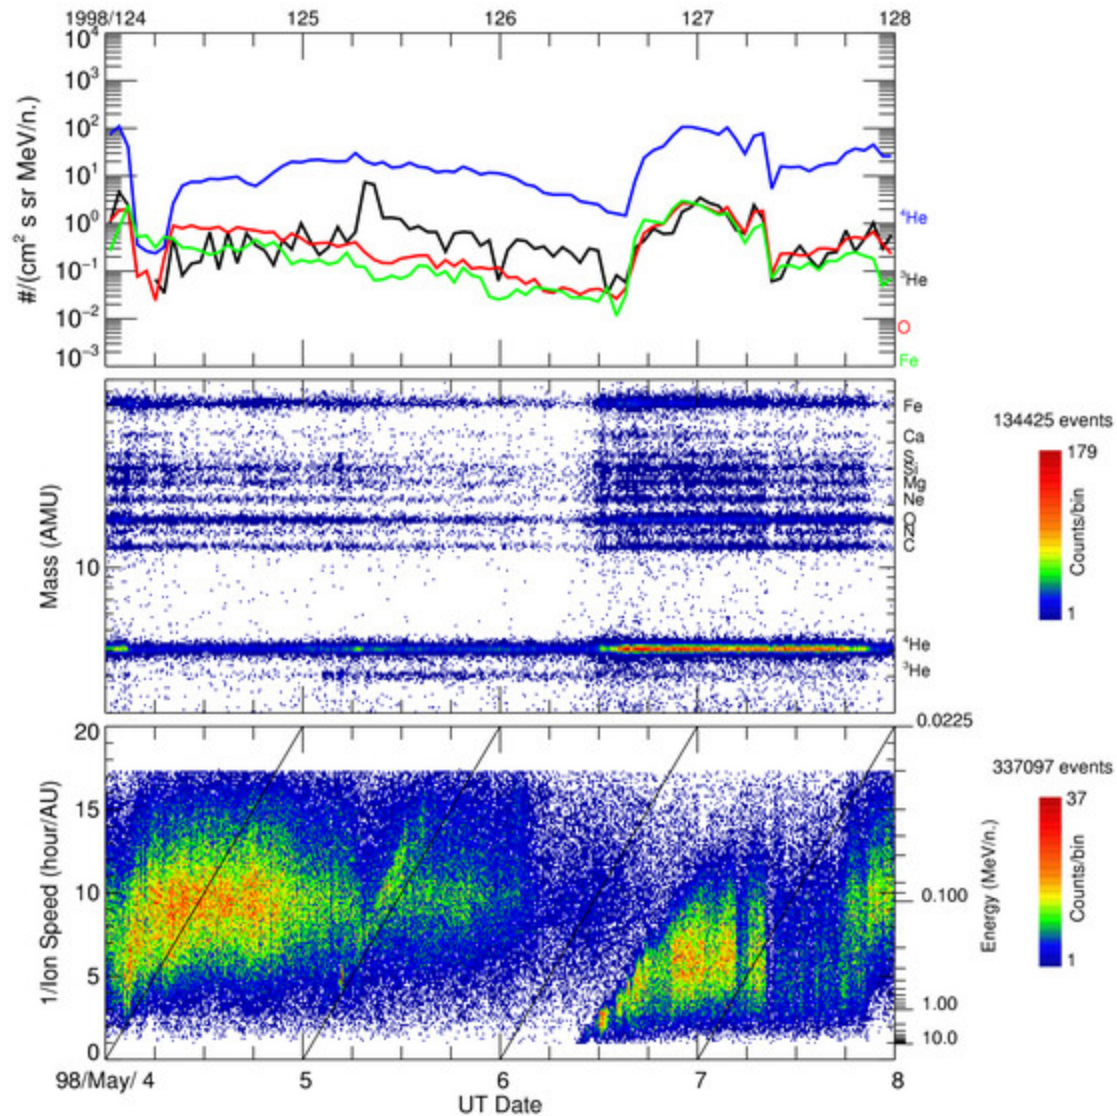 1998/124 125 126 127 128
10⁴
10³
10²
10¹
10⁰
10⁻¹
10⁻²
10⁻³
#/(cm² s sr MeV/n.)
⁴He
³He
O
Fe
Mass (AMU)
10
Fe
Ca
S
Si
Mg
Ne
O
N
C
⁴He
³He
134425 events
179
Counts/bin
1
1/Ion Speed (hour/AU)
20
15
10
5
0
0.0225
0.100
1.00
10.0
Energy (MeV/n.)
337097 events
37
Counts/bin
1
98/May/ 4 5 6 7 8
UT Date